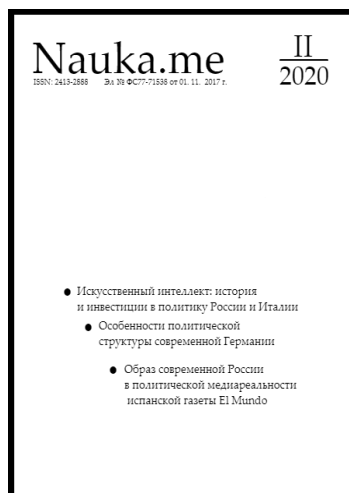 Nauka.me
II
2020
ISSN: 2413-2888 Эл № ФС77-71538 от 01. 11. 2017 г.
Искусственный интеллект: история
и инвестиции в политику России и Италии
Особенности политической
структуры современной Германии
Образ современной России
в политической медиареальности
испанской газеты El Mundo